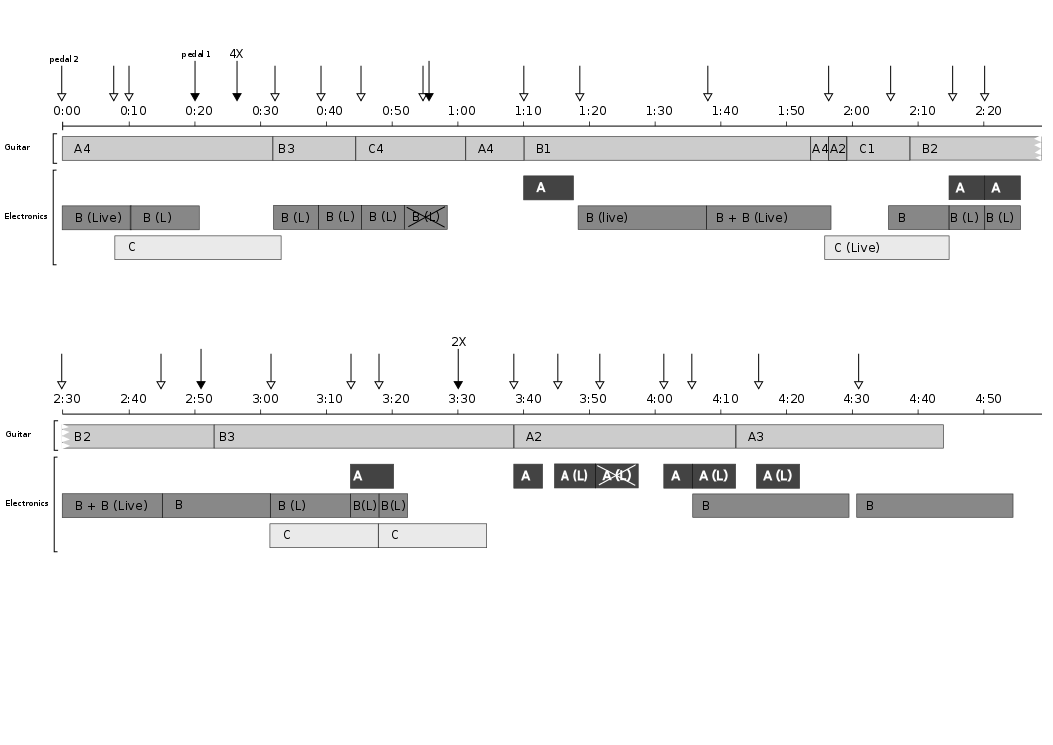 pedal 2 pedal 1 4X
0:00 0:10 0:20 0:30 0:40 0:50 1:00 1:10 1:20 1:30 1:40 1:50 2:00 2:10 2:20
Guitar A4 B3 C4 A4 B1 A4 A2 C1 B2
A A A
Electronics B (Live) B (L) B (L) B (L) B (L) B (L) B (live) B + B (Live) B B (L) B (L)
C C (Live)
2X
2:30 2:40 2:50 3:00 3:10 3:20 3:30 3:40 3:50 4:00 4:10 4:20 4:30 4:40 4:50
Guitar B2 B3 A2 A3
A A A (L) A (L) A A (L) A (L)
Electronics B + B (Live) B B (L) B(L) B(L) B B
C C